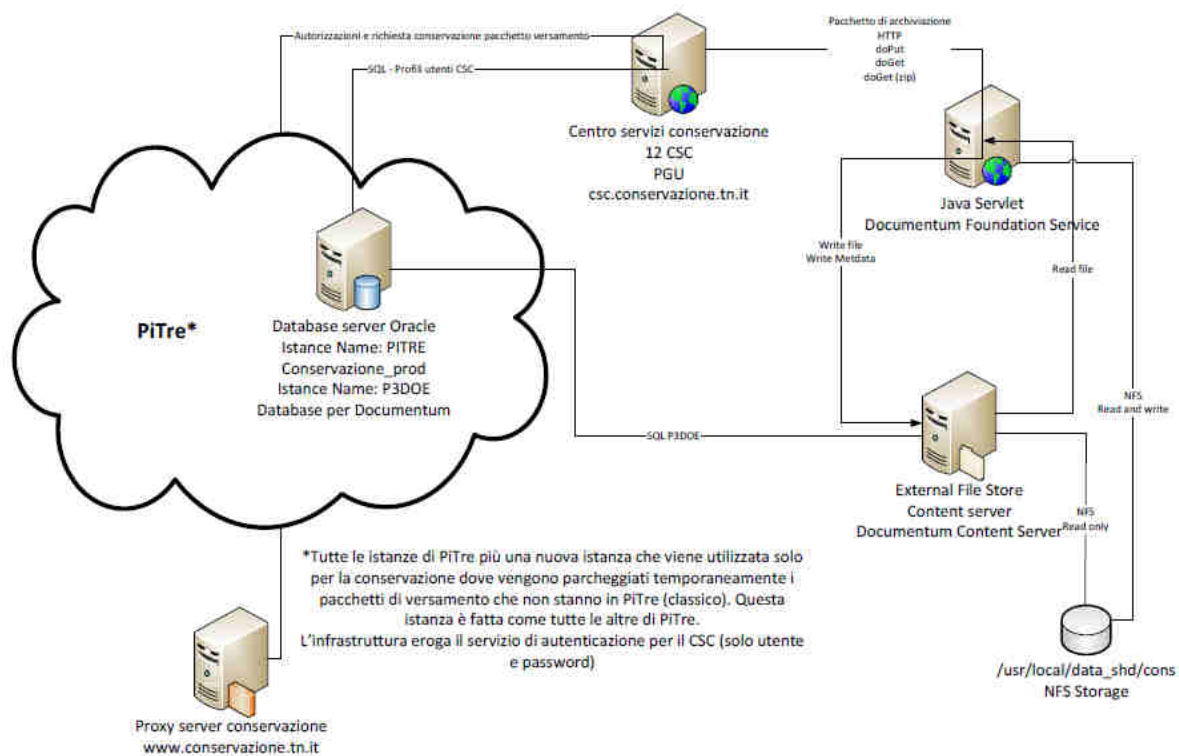 Autorizzazioni e richiesta conservazione pacchetto versamento
SQL - Profili utenti CSC
Pacchetto di archiviazione
HTTP
doPut
doGet
doGet (zip)
Centro servizi conservazione
12 CSC
PGU
csc.conservazione.tn.it
Java Servlet
Documentum Foundation Service
Write file
Write Metdata
Read file
PiTre*
Database server Oracle
Istance Name: PITRE
Conservazione_prod
Istance Name: P3DOE
Database per Documentum
SQL P3DOE
NFS
Read and write
External File Store
Content server
Documentum Content Server
NFS
Read only
*Tutte le istanze di PiTre più una nuova istanza che viene utilizzata solo
per la conservazione dove vengono parcheggiati temporaneamente i
pacchetti di versamento che non stanno in PiTre (classico). Questa
istanza è fatta come tutte le altre di PiTre.
L'infrastruttura eroga il servizio di autenticazione per il CSC (solo utente
e password)
/usr/local/data_shd/cons
NFS Storage
Proxy server conservazione
www.conservazione.tn.it